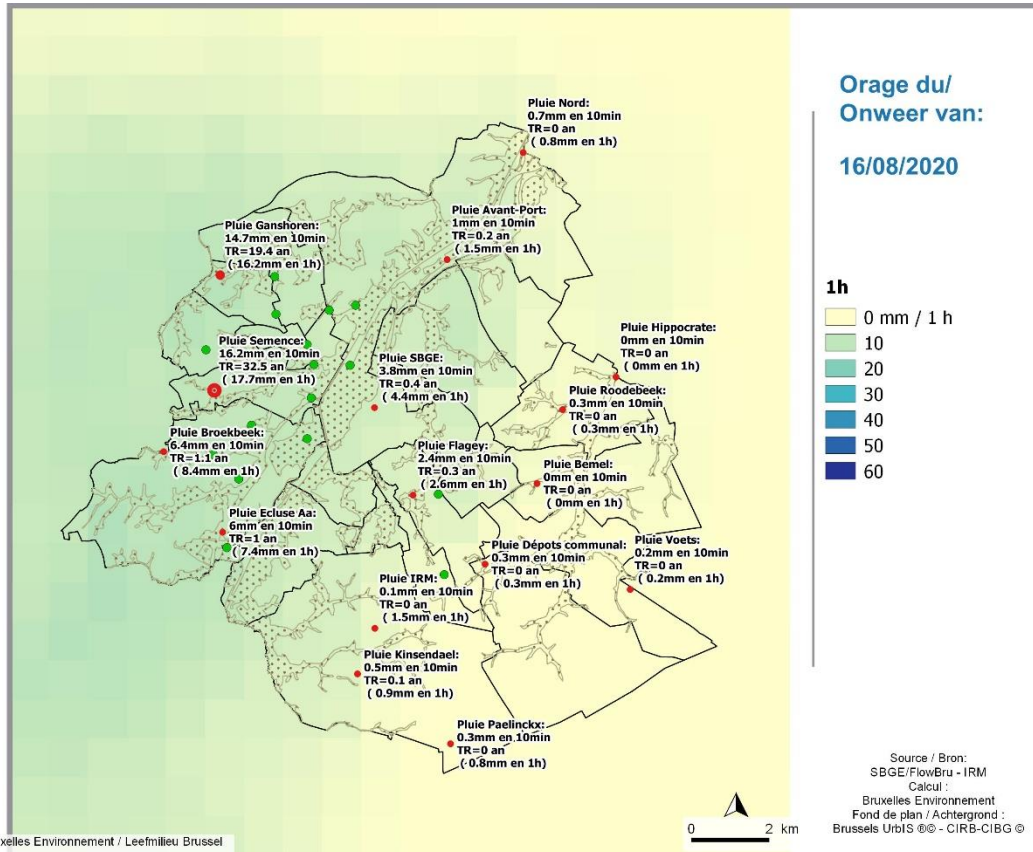 Orage du/
Onweer van:
16/08/2020
Pluie Nord:
0.7mm en 10min
TR=0 an
( 0.8mm en 1h)
Pluie Avant-Port:
1mm en 10min
TR=0.2 an
( 1.5mm en 1h)
Pluie Ganshoren:
14.7mm en 10min
TR=19.4 an
( 16.2mm en 1h)
Pluie Semence:
16.2mm en 10min
TR=32.5 an
( 17.7mm en 1h)
Pluie SBGE:
3.8mm en 10min
TR=0.4 an
( 4.4mm en 1h)
Pluie Hippocrate:
0mm en 10min
TR=0 an
( 0mm en 1h)
Pluie Roodebeek:
0.3mm en 10min
TR=0 an
( 0.3mm en 1h)
Pluie Broekbeek:
6.4mm en 10min
TR=1.1 an
( 8.4mm en 1h)
Pluie Flagey:
2.4mm en 10min
TR=0.3 an
( 2.6mm en 1h)
Pluie Bemel:
0mm en 10min
TR=0 an
( 0mm en 1h)
Pluie Ecluse Aa:
6mm en 10min
TR=1 an
( 7.4mm en 1h)
Pluie Dépots communal:
0.3mm en 10min
TR=0 an
( 0.3mm en 1h)
Pluie Voets:
0.2mm en 10min
TR=0 an
( 0.2mm en 1h)
Pluie IRM:
0.1mm en 10min
TR=0 an
( 1.5mm en 1h)
Pluie Kinsendael:
0.5mm en 10min
TR=0.1 an
( 0.9mm en 1h)
Pluie Paelinckx:
0.3mm en 10min
TR=0 an
( 0.8mm en 1h)
1h
0 mm / 1 h
10
20
30
40
50
60
Source / Bron:
SBGE/FlowBru - IRM
Calcul :
Bruxelles Environnement
Fond de plan / Achtergrond :
Brussels UrbIS ®© - CIRB-CIBG ©
0 2 km
xelles Environnement / Leefmilieu Brussel